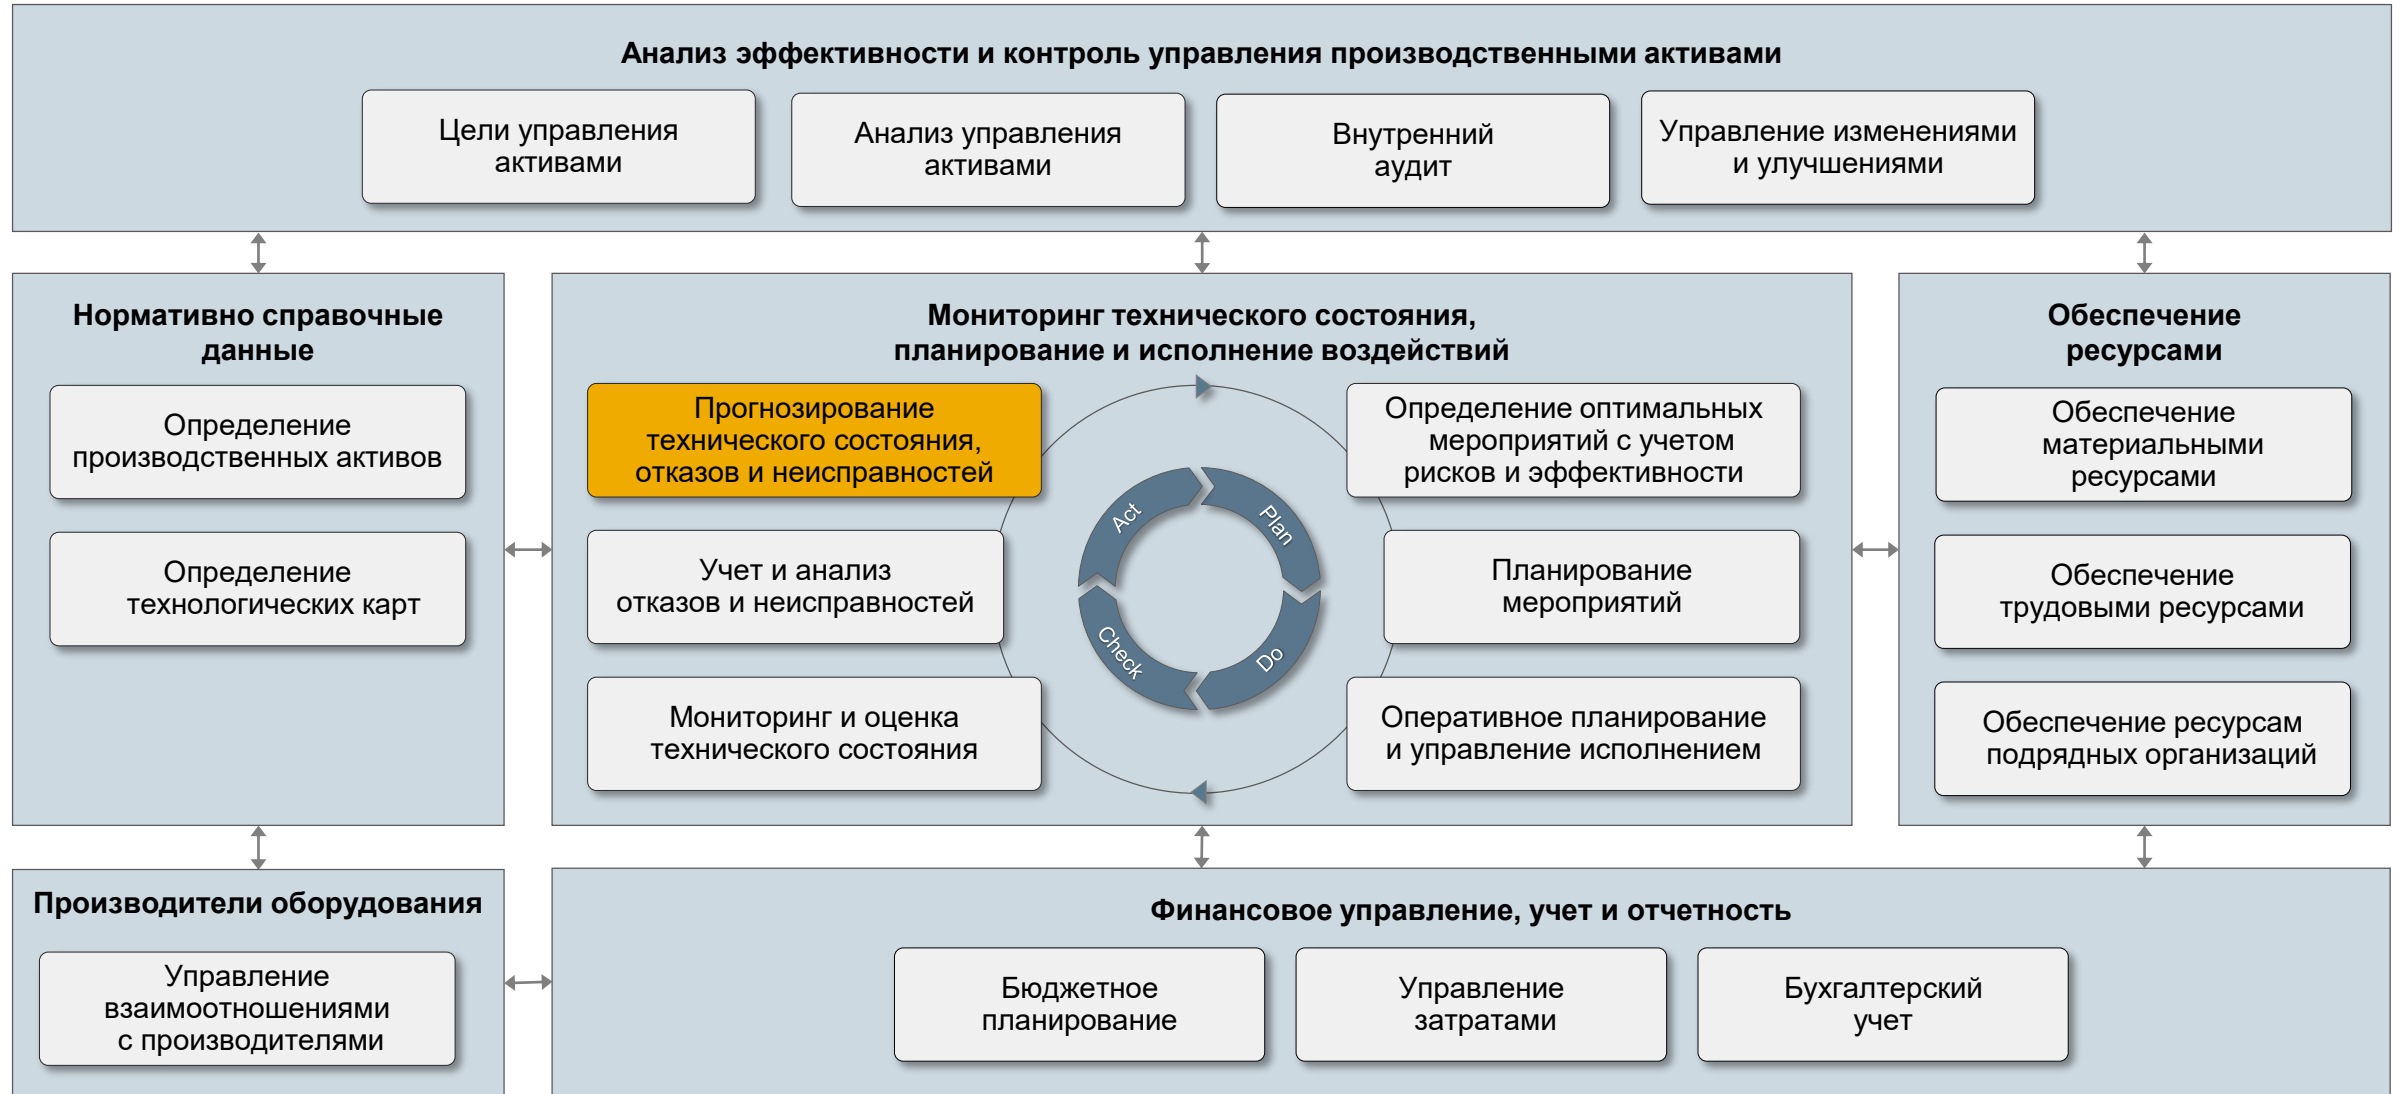 Анализ эффективности и контроль управления производственными активами
Цели управления
активами
Анализ управления
активами
Внутренний
аудит
Управление изменениями
и улучшениями
Нормативно справочные
данные
Определение
производственных активов
Определение
технологических карт
Мониторинг технического состояния,
планирование и исполнение воздействий
Прогнозирование
технического состояния,
отказов и неисправностей
Учет и анализ
отказов и неисправностей
Мониторинг и оценка
технического состояния
Act
Plan
Check
Do
Определение оптимальных
мероприятий с учетом
рисков и эффективности
Планирование
мероприятий
Оперативное планирование
и управление исполнением
Обеспечение
ресурсами
Обеспечение
материальными
ресурсами
Обеспечение
трудовыми ресурсами
Обеспечение ресурсам
подрядных организаций
Производители оборудования
Управление
взаимоотношениями
с производителями
Финансовое управление, учет и отчетность
Бюджетное
планирование
Управление
затратами
Бухгалтерский
учет